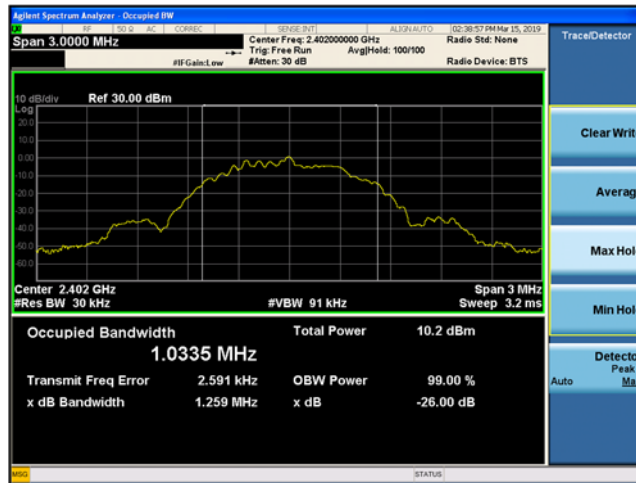 Agilent Spectrum Analyzer - Occupied BW
RF 50 Ω AC CORREC SENSE:INT ALIGNAUTO 02:38:57 PM Mar 15, 2019
Span 3.0000 MHz Center Freq: 2.402000000 GHz Radio Std: None Trace/Detector
Trig: Free Run Avg|Hold: 100/100
#IFGain:Low #Atten: 30 dB Radio Device: BTS
10 dB/div Ref 30.00 dBm
Log
20.0
10.0
0.00
-10.0
-20.0
-30.0
-40.0
-50.0
-60.0
Clear Writ
Averag
Max Hol
Min Hol
Detecto
Peak
Auto Ma
Center 2.402 GHz Span 3 MHz
#Res BW 30 kHz #VBW 91 kHz Sweep 3.2 ms
Occupied Bandwidth Total Power 10.2 dBm
1.0335 MHz
Transmit Freq Error 2.591 kHz OBW Power 99.00 %
x dB Bandwidth 1.259 MHz x dB -26.00 dB
MSG STATUS